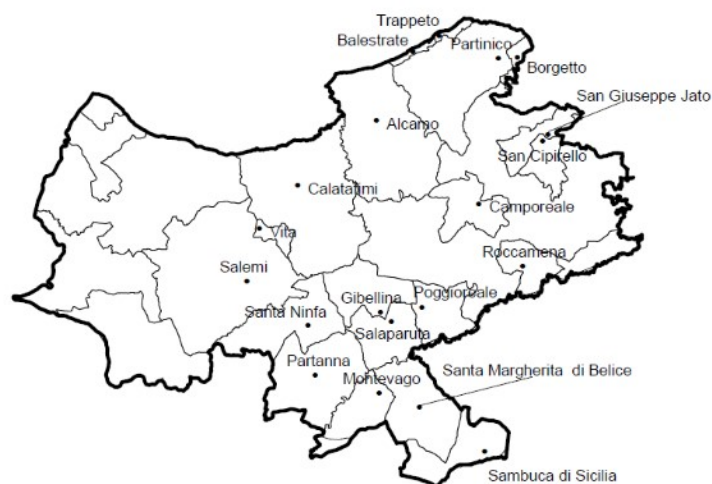 Trappeto
Balestrate
Partinico
Borgetto
San Giuseppe Jato
Alcamo
San Cipirello
Calatafimi
Camporeale
Vita
Roccamena
Salemi
Gibellina
Poggioreale
Santa Ninfa
Salaparuta
Partanna
Montevago
Santa Margherita di Belice
Sambuca di Sicilia